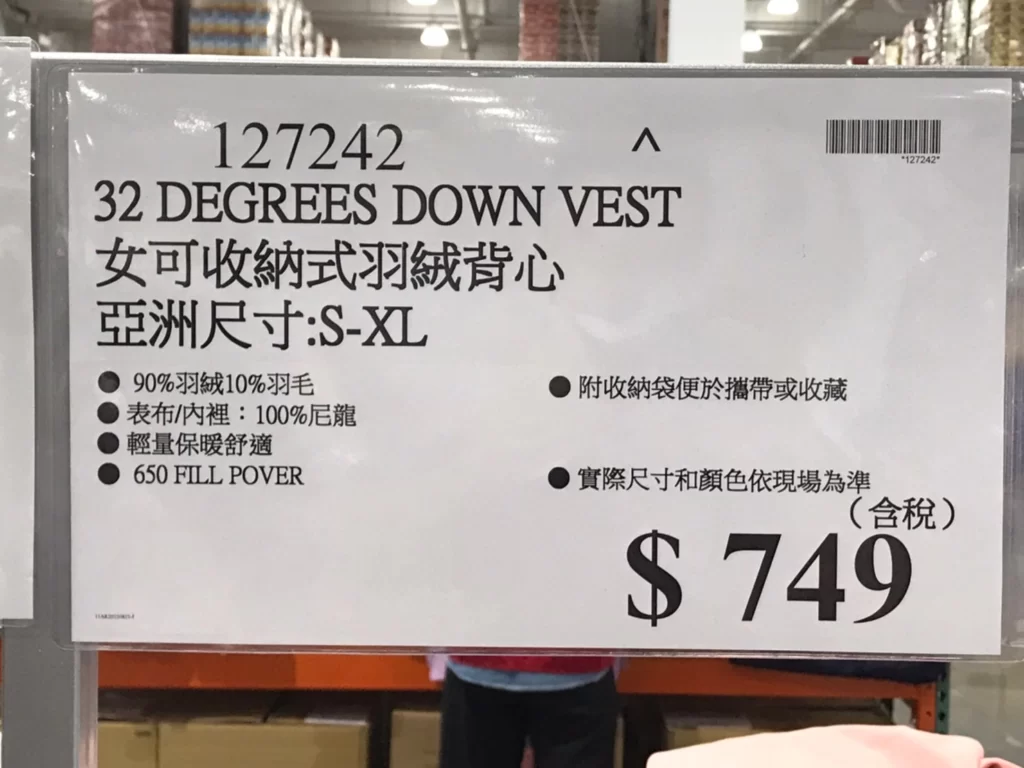 127242
^
*127242*
32 DEGREES DOWN VEST
女可收納式羽絨背心
亞洲尺寸:S-XL
● 90%羽絨10%羽毛
● 表布/內裡：100%尼龍
● 輕量保暖舒適
● 650 FILL POVER
● 附收納袋便於攜帶或收藏
● 實際尺寸和顏色依現場為準
（含稅）
$ 749